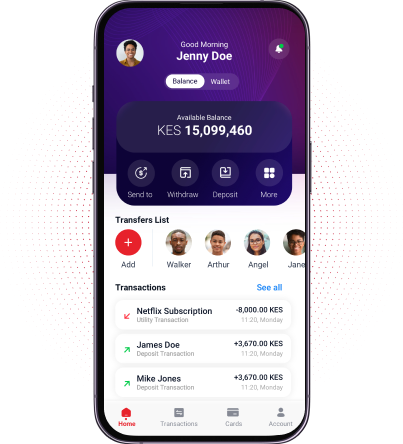 Good Morning
Jenny Doe
Balance Wallet
Available Balance
KES 15,099,460
Send to Withdraw Deposit More
Transfers List
Add Walker Arthur Angel Jane
Transactions See all
Netflix Subscription -8,000.00 KES
Utility Transaction 11:20, Monday
James Doe +3,670.00 KES
Deposit Transaction 11:20, Monday
Mike Jones +3,670.00 KES
Deposit Transaction 11:20, Monday
Home Transactions Cards Account